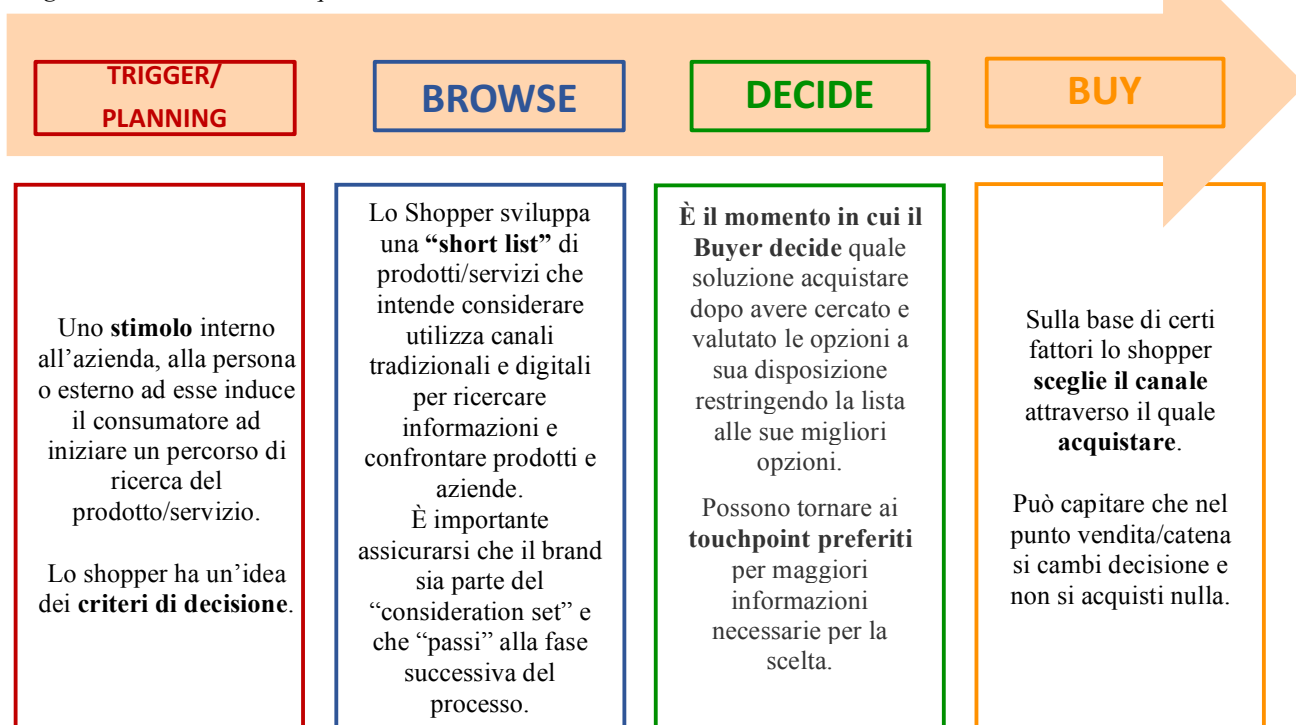 TRIGGER/
PLANNING
BROWSE
DECIDE
BUY
Uno stimolo interno
all'azienda, alla persona
o esterno ad esse induce
il consumatore ad
iniziare un percorso di
ricerca del
prodotto/servizio.
Lo shopper ha un'idea
dei criteri di decisione.
Lo Shopper sviluppa
una “short list” di
prodotti/servizi che
intende considerare
utilizza canali
tradizionali e digitali
per ricercare
informazioni e
confrontare prodotti e
aziende.
È importante
assicurarsi che il brand
sia parte del
“consideration set” e
che “passi” alla fase
successiva del
processo.
È il momento in cui il
Buyer decide quale
soluzione acquistare
dopo avere cercato e
valutato le opzioni a
sua disposizione
restringendo la lista
alle sue migliori
opzioni.
Possono tornare ai
touchpoint preferiti
per maggiori
informazioni
necessarie per la
scelta.
Sulla base di certi
fattori lo shopper
sceglie il canale
attraverso il quale
acquistare.
Può capitare che nel
punto vendita/catena
si cambi decisione e
non si acquisti nulla.